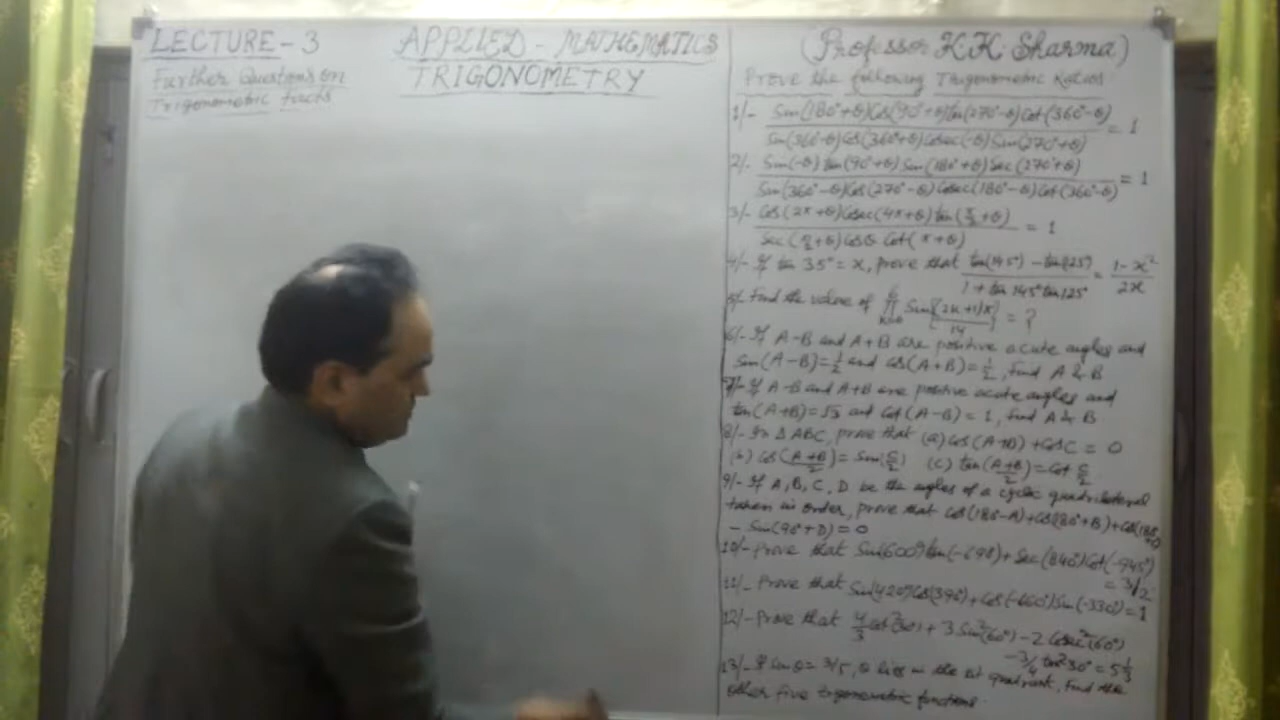 LECTURE - 3
Further Questions on
Trigonometric facts
APPLIED - MATHEMATICS
TRIGONOMETRY
(Professor K.K. Sharma)
Prove the following Trigonometric Ratios
1/- Sin(180°+θ)Cos(90°+θ)tan(270°-θ)Cot(360°-θ) / Sin(360°-θ)Cos(360°+θ)Cosec(-θ)Sin(270°+θ) = 1
2/- Sin(-θ)tan(90°+θ)Sin(180°+θ)Sec(270°+θ) / Sin(360°-θ)Cos(270°-θ)Cosec(180°-θ)Cot(360°-θ) = 1
3/- Cos(2π+θ)Cosec(4π+θ)tan(π/2+θ) / Sec(π/2+θ)Cosθ Cot(π+θ) = 1
4/- If tan 35° = x, prove that tan(145°) - tan(125°) / 1 + tan 145° tan 125° = 1-x² / 2x
5/- Find the value of 6 Π K=0 Sin[(2K+1)π / 14] = ?
6/- If A-B and A+B are positive acute angles and
Sin(A-B)=1/2 and Cos(A+B)=1/2, find A & B
7/- If A-B and A+B are positive acute angles and
tan(A+B)=√3 and Cot(A-B)=1, find A & B
8/- In Δ ABC, prove that (a) Cos(A+B) + Cos C = 0
(b) Cos(A+B / 2) = Sin(C/2) (c) tan(A+B / 2) = Cot C/2
9/- If A, B, C, D be the angles of a cyclic quadrilateral
taken in order, prove that Cos(180-A)+Cos(180°+B)+Cos(180+C)
- Sin(90°+D)=0
10/- Prove that Sin(600°)tan(-690)+Sec(840°)Cot(-945°)
= 3/2
11/- Prove that Sin(420°)Cos(390°)+Cos(-660°)Sin(-330°)=1
12/- Prove that 4/3 Cot²(30°) + 3 Sin²(60°) - 2 Cosec²(60°)
- 3/4 tan²30° = 3 1/3
13/- If Sinθ = 3/5, θ lies in the 1st quadrant, find the
other five trigonometric functions.